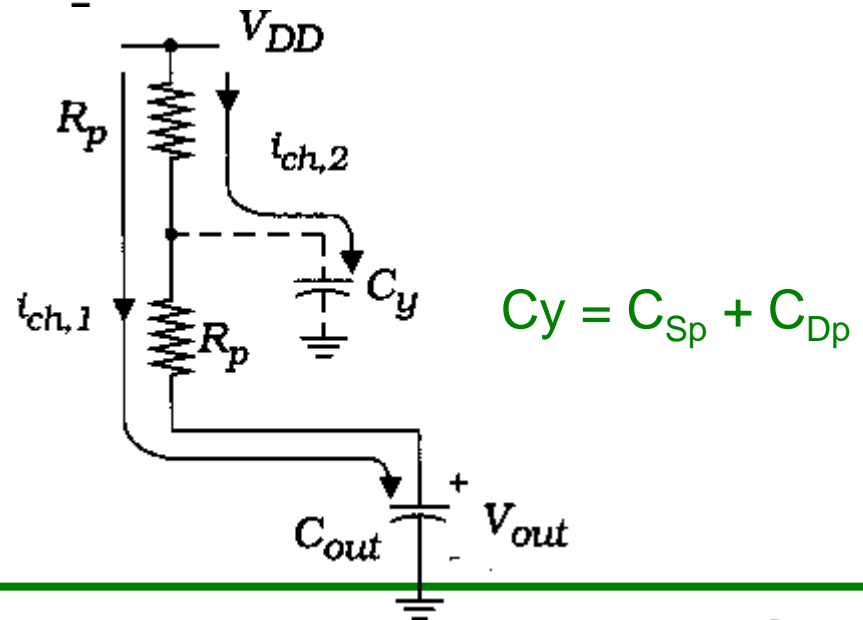 V_DD
R_p
i_ch,2
C_y
Cy = C_Sp + C_Dp
i_ch,1
R_p
+
C_out
V_out
-